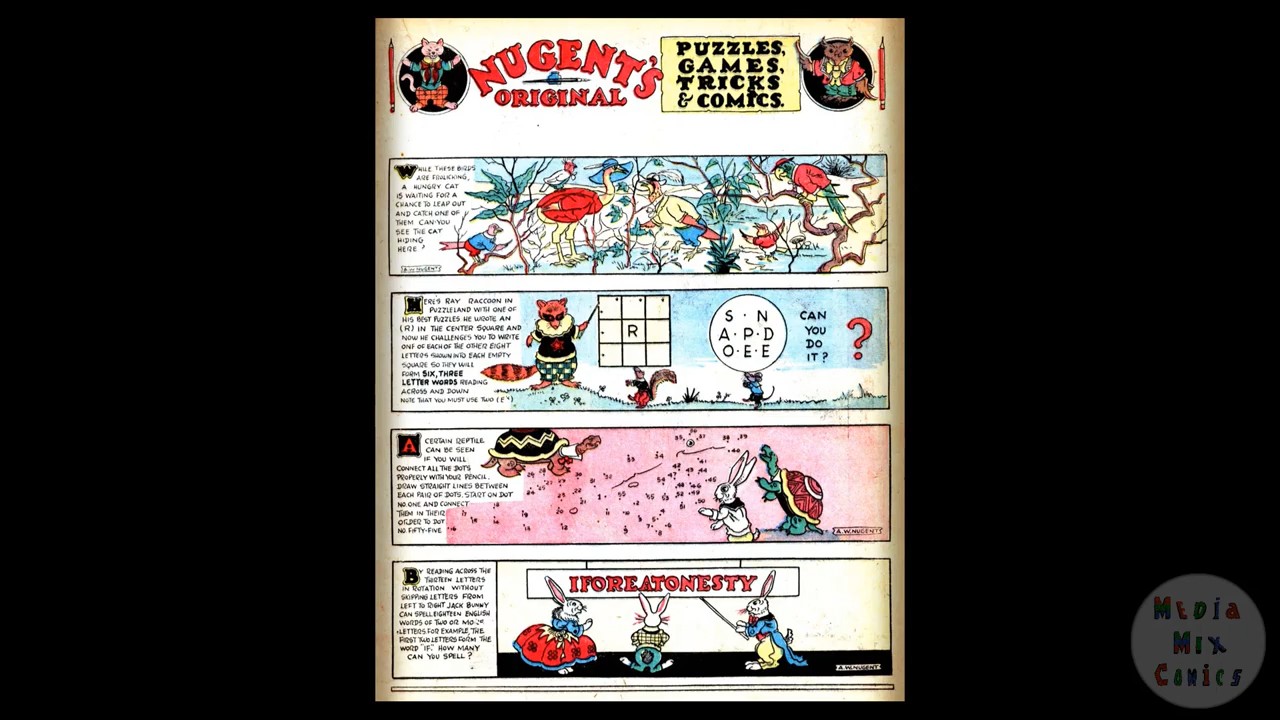 NUGENT'S
ORIGINAL
PUZZLES,
GAMES,
TRICKS
& COMICS.
WHILE THESE BIRDS
ARE FROLICKING,
A HUNGRY CAT
IS WAITING FOR A
CHANCE TO LEAP OUT
AND CATCH ONE OF
THEM CAN YOU
SEE THE CAT
HIDING
HERE?
A.W. NUGENT
HERE'S RAY RACCOON IN
PUZZLELAND WITH ONE OF
HIS BEST PUZZLES. HE WROTE AN
(R) IN THE CENTER SQUARE AND
NOW HE CHALLENGES YOU TO WRITE
ONE OF EACH OF THE OTHER EIGHT
LETTERS SHOWN INTO EACH EMPTY
SQUARE SO THEY WILL
FORM SIX, THREE
LETTER WORDS READING
ACROSS AND DOWN
NOTE THAT YOU MUST USE TWO (E'S)
R
S · N
A · P · D
O · E · E
CAN
YOU
DO
IT?
?
A CERTAIN REPTILE
CAN BE SEEN
IF YOU WILL
CONNECT ALL THE DOTS
PROPERLY WITH YOUR PENCIL.
DRAW STRAIGHT LINES BETWEEN
EACH PAIR OF DOTS. START ON DOT
NO. ONE AND CONNECT
THEM IN THEIR
ORDER TO DOT
NO. FIFTY-FIVE
A.W. NUGENT
BY READING ACROSS THE
THIRTEEN LETTERS
IN ROTATION WITHOUT
SKIPPING LETTERS FROM
LEFT TO RIGHT JACK BUNNY
CAN SPELL EIGHTEEN ENGLISH
WORDS OF TWO OR MORE
LETTERS. FOR EXAMPLE, THE
FIRST TWO LETTERS FORM THE
WORD "IF." HOW MANY
CAN YOU SPELL?
IFOREATONESTY
A.W. NUGENT
MEDIA
MIX
COMICS